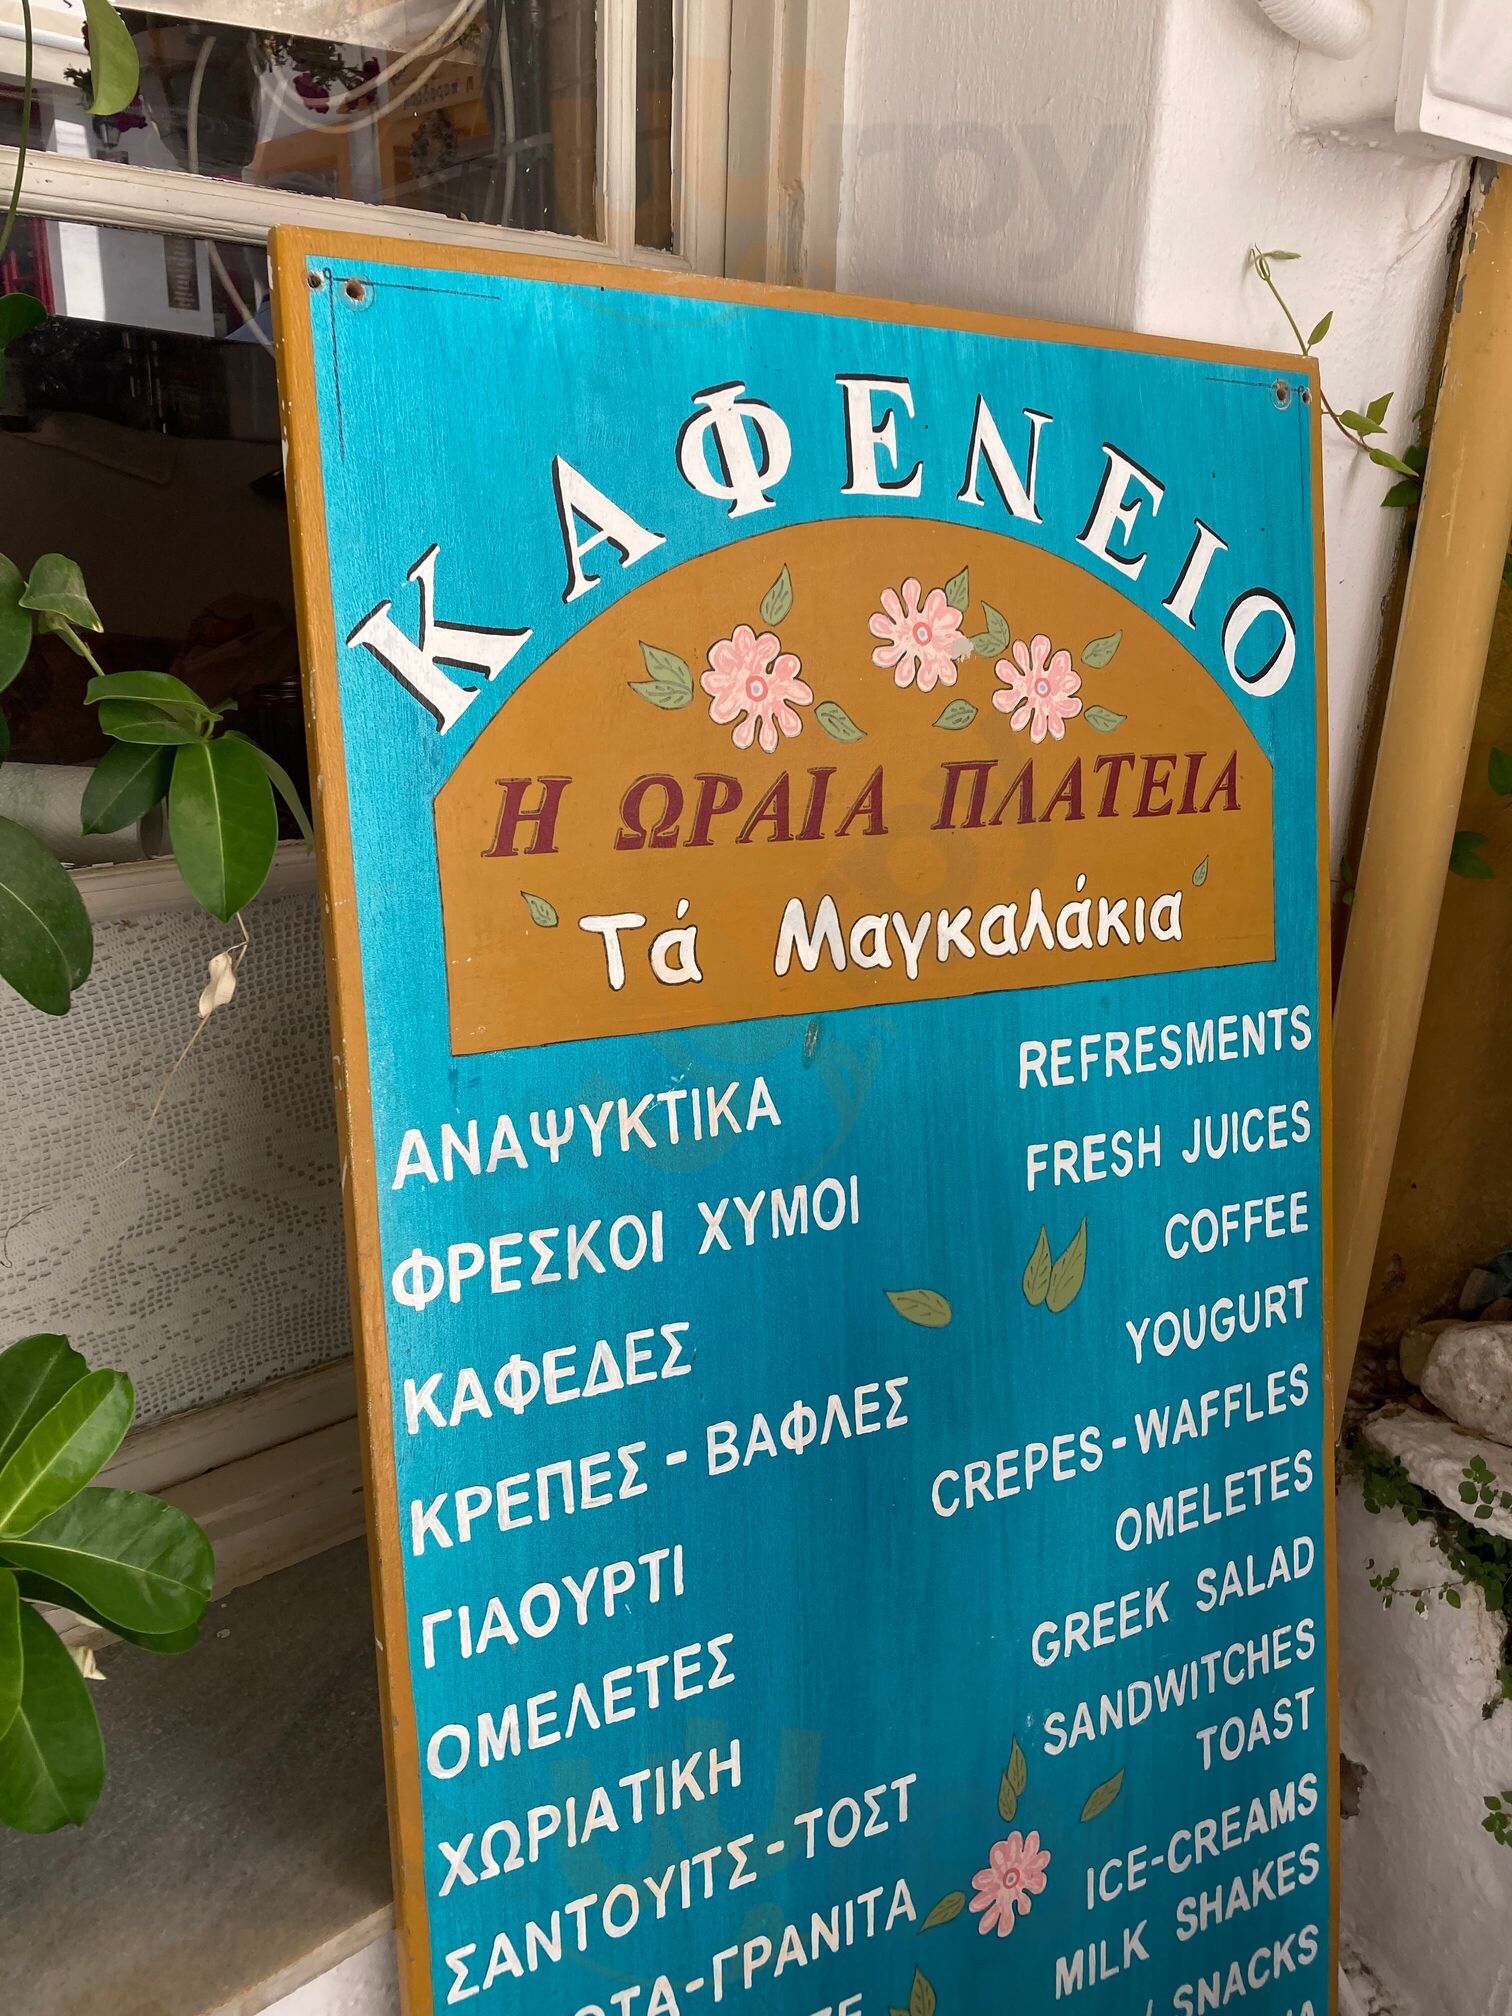 ΚΑΦΕΝΕΙΟ
Η ΩΡΑΙΑ ΠΛΑΤΕΙΑ
Τά Μαγκαλάκια
ΑΝΑΨΥΚΤΙΚΑ
ΦΡΕΣΚΟΙ ΧΥΜΟΙ
ΚΑΦΕΔΕΣ
ΚΡΕΠΕΣ - ΒΑΦΛΕΣ
ΓΙΑΟΥΡΤΙ
ΟΜΕΛΕΤΕΣ
ΧΩΡΙΑΤΙΚΗ
ΣΑΝΤΟΥΙΤΣ - ΤΟΣΤ
ΓΡΑΝΙΤΑ
REFRESMENTS
FRESH JUICES
COFFEE
YOUGURT
CREPES - WAFFLES
OMELETES
GREEK SALAD
SANDWITCHES
TOAST
ICE-CREAMS
MILK SHAKES
SNACKS